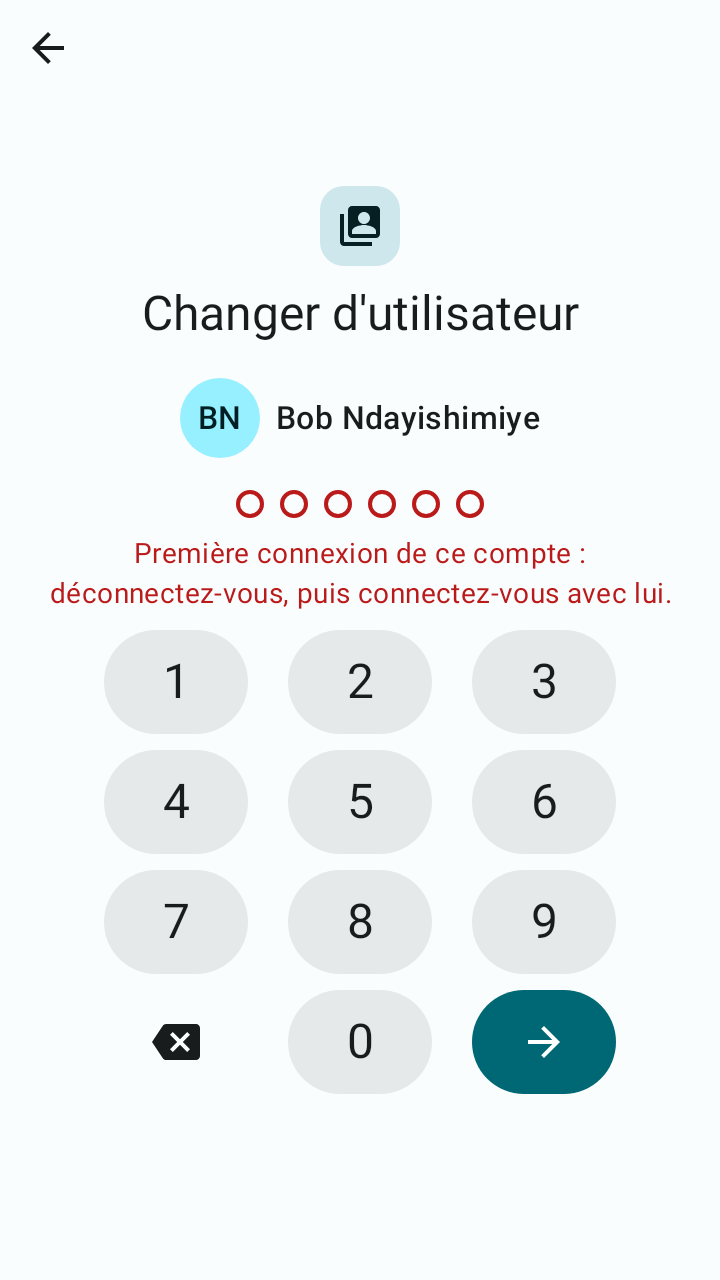 Changer d'utilisateur
BN Bob Ndayishimiye
Première connexion de ce compte :
déconnectez-vous, puis connectez-vous avec lui.
1 2 3
4 5 6
7 8 9
0